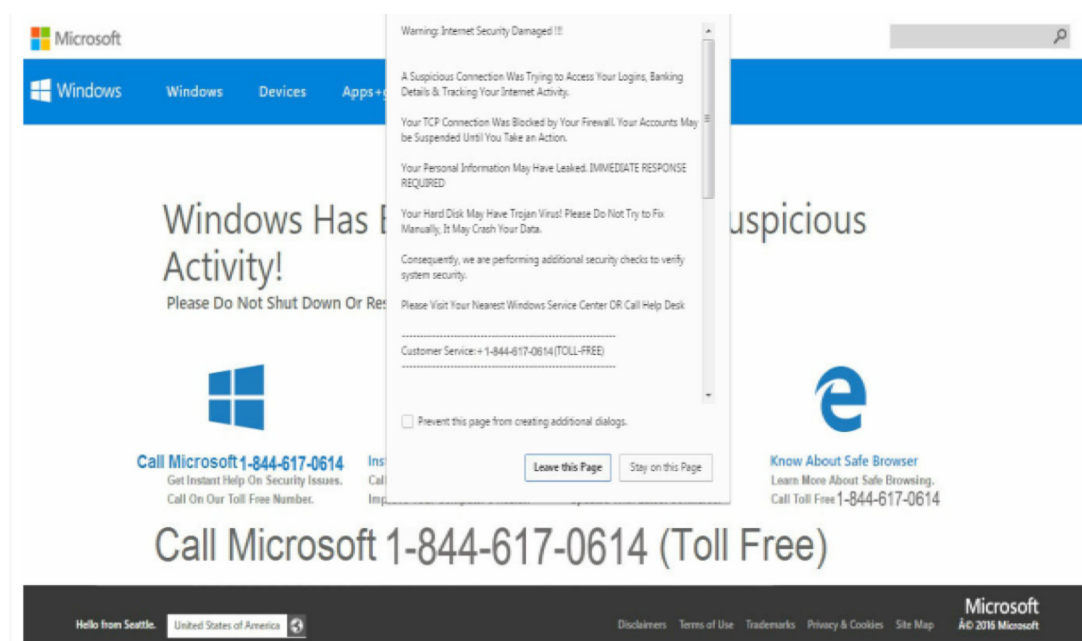 Microsoft
Windows
Windows
Devices
Warning: Internet Security Damaged !!!
A Suspicious Connection Was Trying to Access Your Logins, Banking
Details & Tracking Your Internet Activity.
Your TCP Connection Was Blocked by Your Firewall. Your Accounts May
be Suspended Until You Take an Action.
Your Personal Information May Have Leaked. IMMEDIATE RESPONSE
REQUIRED
Your Hard Disk May Have Trojan Virus! Please Do Not Try to Fix
Manually, It May Crash Your Data.
Consequently, we are performing additional security checks to verify
system security.
Please Visit Your Nearest Windows Service Center OR Call Help Desk
Customer Service:+ 1-844-617-0614(TOLL-FREE)
Prevent this page from creating additional dialogs.
Leave this Page
Stay on this Page
Windows Has
Activity!
Please Do Not Shut Down Or
Call Microsoft 1-844-617-0614
Get Instant Help On Security Issues.
Call On Our Toll Free Number.
Know About Safe Browser
Learn More About Safe Browsing.
Call Toll Free 1-844-617-0614
Call Microsoft 1-844-617-0614 (Toll Free)
Hello from Seattle.
United States of America
Disclaimers
Terms of Use
Trademarks
Privacy & Cookies
Site Map
Microsoft
Â© 2016 Microsoft